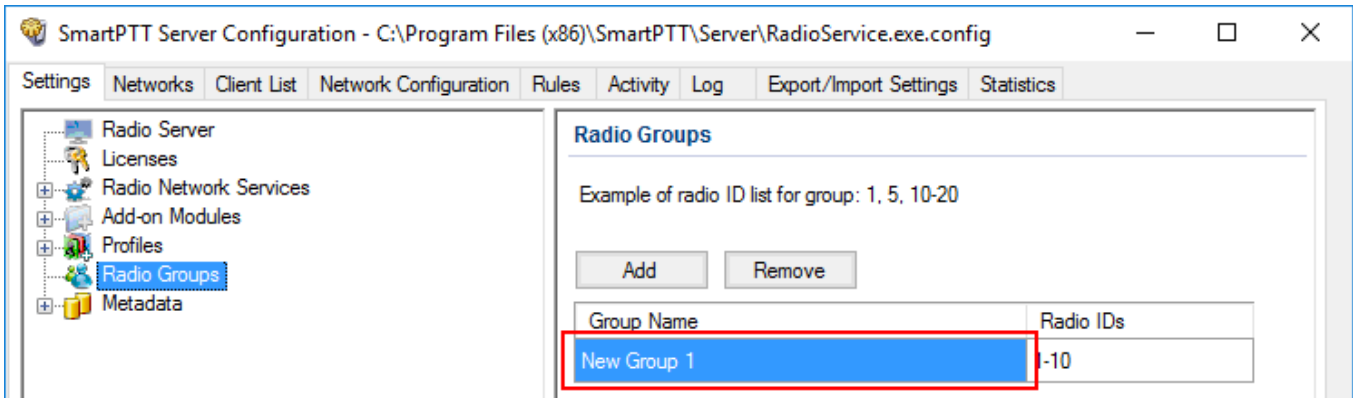 SmartPTT Server Configuration - C:\Program Files (x86)\SmartPTT\Server\RadioService.exe.config
Settings Networks Client List Network Configuration Rules Activity Log Export/Import Settings Statistics
Radio Server
Licenses
Radio Network Services
Add-on Modules
Profiles
Radio Groups
Metadata
Radio Groups
Example of radio ID list for group: 1, 5, 10-20
Add Remove
Group Name Radio IDs
New Group 1 1-10